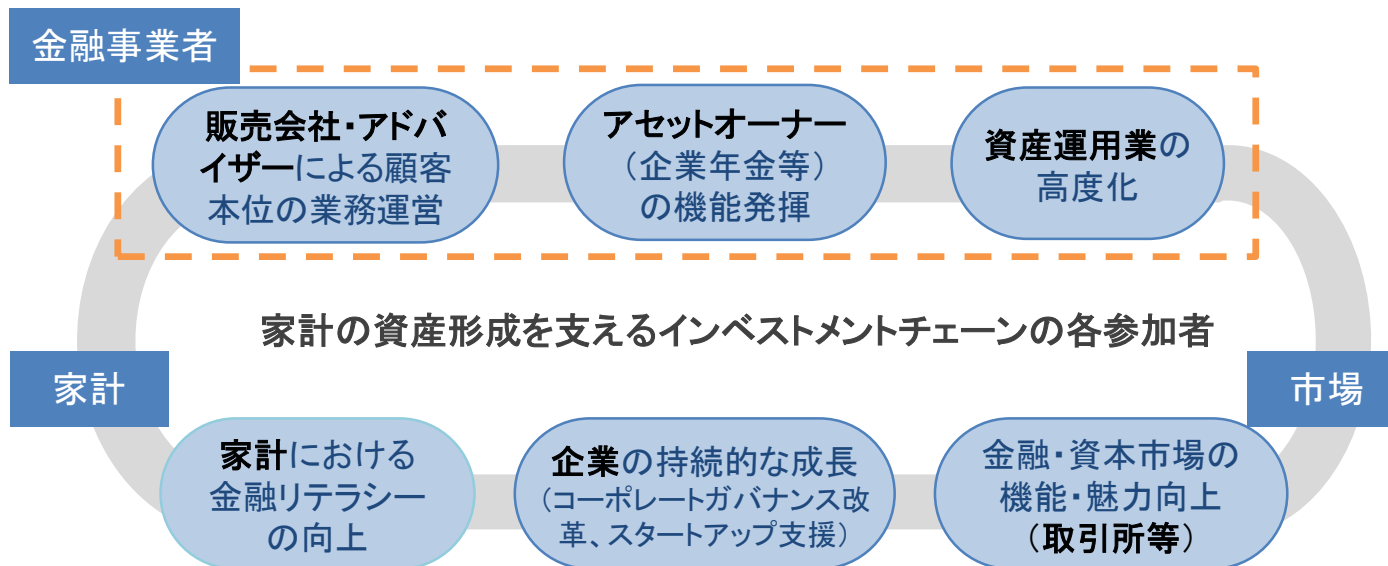 金融事業者
販売会社・アドバ
イザーによる顧客
本位の業務運営
アセットオーナー
（企業年金等）
の機能発揮
資産運用業の
高度化
家計の資産形成を支えるインベストメントチェーンの各参加者
家計
市場
家計における
金融リテラシー
の向上
企業の持続的な成長
（コーポレートガバナンス改
革、スタートアップ支援）
金融・資本市場の
機能・魅力向上
（取引所等）